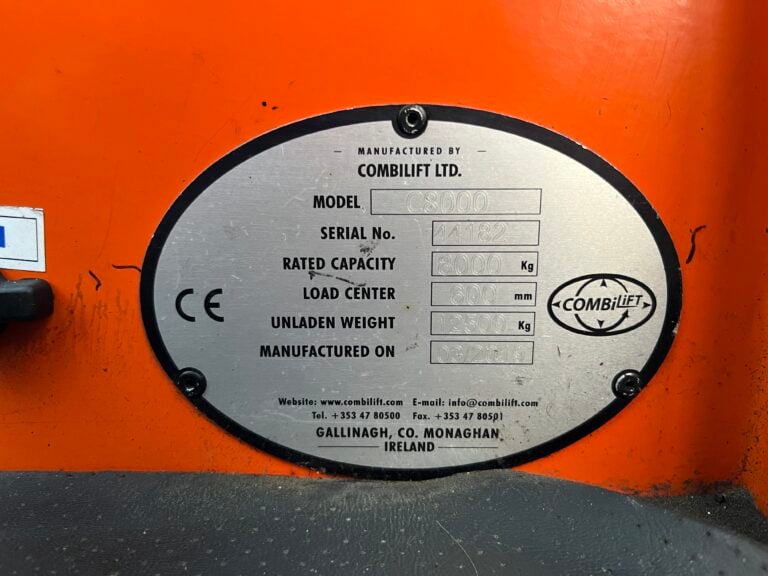 MANUFACTURED BY
COMBILIFT LTD.
MODEL C8000
SERIAL No. 44182
RATED CAPACITY 8000 Kg
LOAD CENTER 600 mm
UNLADEN WEIGHT Kg
MANUFACTURED ON
CE
COMBiLiFT
Website: www.combilift.com E-mail: info@combilift.com
Tel. +353 47 80500 Fax. +353 47 80501
GALLINAGH, CO. MONAGHAN
IRELAND